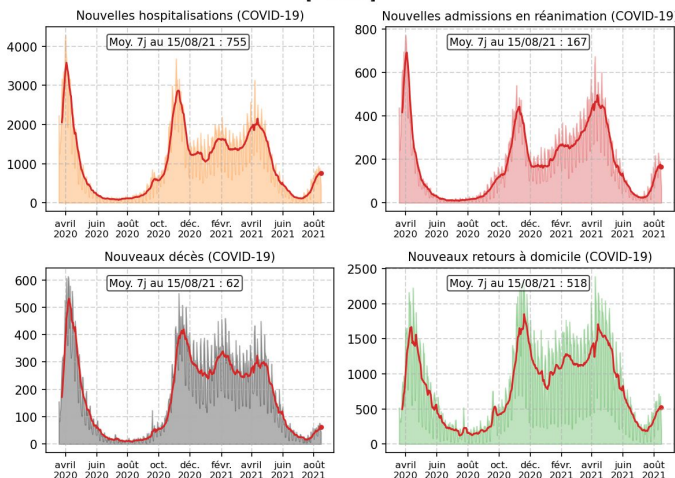 Nouvelles hospitalisations (COVID-19)
Moy. 7j au 15/08/21 : 755
4000
3000
2000
1000
0
avril juin août oct. déc. févr. avril juin août
2020 2020 2020 2020 2020 2021 2021 2021 2021
Nouvelles admissions en réanimation (COVID-19
Moy. 7j au 15/08/21 : 167
800
600
400
200
0
avril juin août oct. déc. févr. avril juin août
2020 2020 2020 2020 2020 2021 2021 2021 2021
Nouveaux décès (COVID-19)
Moy. 7j au 15/08/21 : 62
600
500
400
300
200
100
0
avril juin août oct. déc. févr. avril juin août
2020 2020 2020 2020 2020 2021 2021 2021 2021
Nouveaux retours à domicile (COVID-19)
Moy. 7j au 15/08/21 : 518
2500
2000
1500
1000
500
0
avril juin août oct. déc. févr. avril juin août
2020 2020 2020 2020 2020 2021 2021 2021 2021